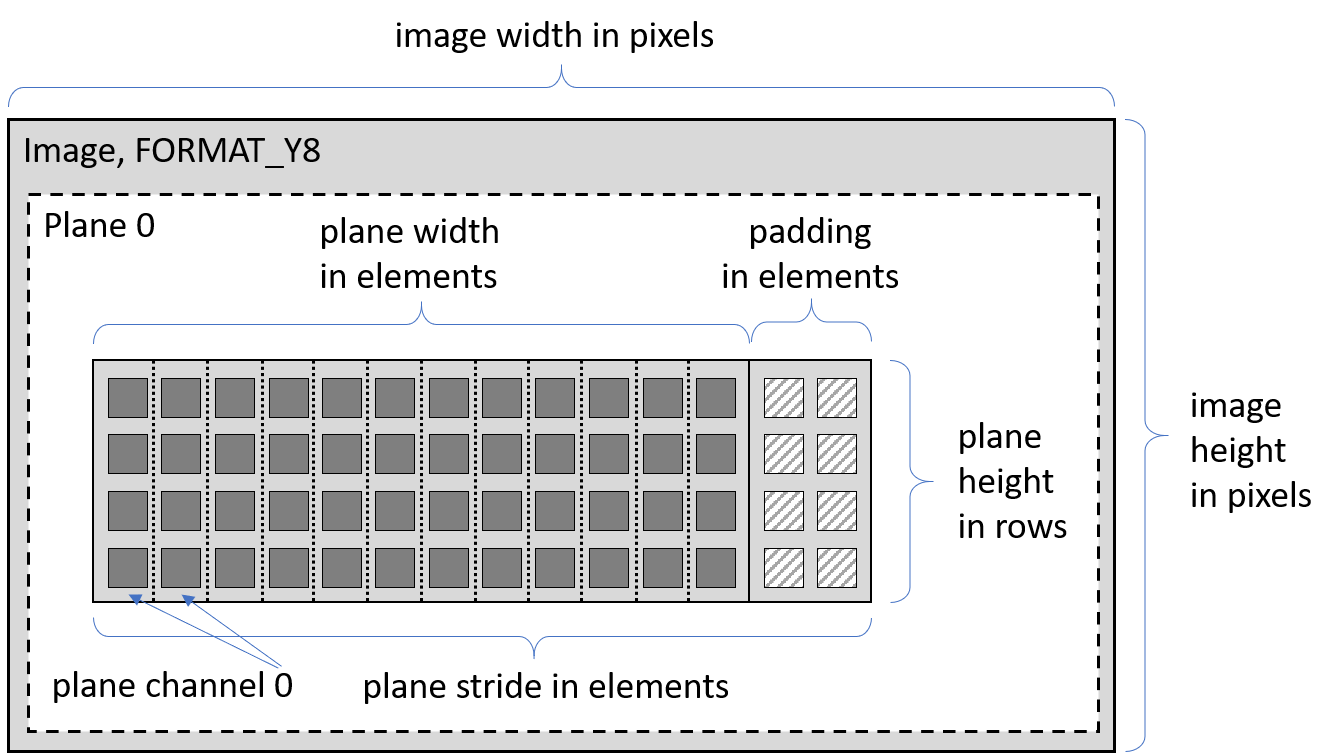 image width in pixels
Image, FORMAT_Y8
Plane 0
plane width
in elements
padding
in elements
plane
height
in rows
image
height
in pixels
plane channel 0
plane stride in elements